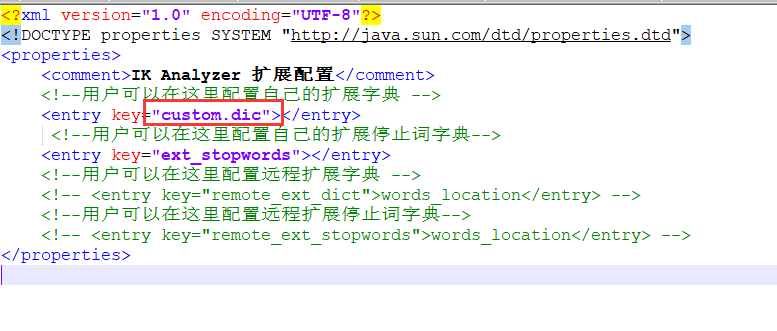 <?xml version="1.0" encoding="UTF-8"?>
<!DOCTYPE properties SYSTEM "http://java.sun.com/dtd/properties.dtd">
<properties>
<comment>IK Analyzer 扩展配置</comment>
<!--用户可以在这里配置自己的扩展字典 -->
<entry key="custom.dic"></entry>
<!--用户可以在这里配置自己的扩展停止词字典-->
<entry key="ext_stopwords"></entry>
<!--用户可以在这里配置远程扩展字典 -->
<!-- <entry key="remote_ext_dict">words_location</entry> -->
<!--用户可以在这里配置远程扩展停止词字典-->
<!-- <entry key="remote_ext_stopwords">words_location</entry> -->
</properties>